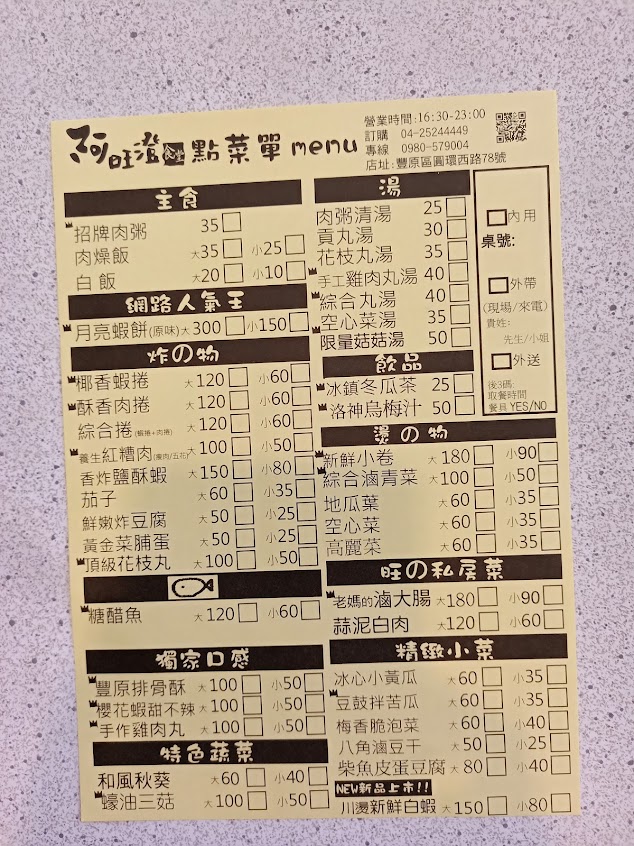 阿旺澄食堂 點菜單 menu
營業時間:16:30-23:00
訂購 04-25244449
專線 0980-579004
店址:豐原區圓環西路78號
主食
招牌肉粥 35
肉燥飯 大35 小25
白飯 大20 小10
網路人氣王
月亮蝦餅(原味) 大300 小150
炸の物
椰香蝦捲 大120 小60
酥香肉捲 大120 小60
綜合捲(蝦捲+肉捲) 大120 小60
養生紅糟肉(瘦肉/五花) 大100 小50
香炸鹽酥蝦 大150 小80
茄子 大60 小35
鮮嫩炸豆腐 大50 小25
黃金菜脯蛋 大50 小25
頂級花枝丸 大100 小50
糖醋魚 大120 小60
獨家口感
豐原排骨酥 大100 小50
櫻花蝦甜不辣 大100 小50
手作雞肉丸 大100 小50
特色蔬菜
和風秋葵 大60 小40
蠔油三菇 大100 小50
湯
肉粥清湯 25
貢丸湯 30
花枝丸湯 35
手工雞肉丸湯 40
綜合丸湯 40
空心菜湯 35
限量菇菇湯 50
飲品
冰鎮冬瓜茶 25
洛神烏梅汁 50
內用
桌號:
外帶
(現場/來電)
貴姓:
先生/小姐
外送
後3碼:
取餐時間
餐具 YES/NO
燙の物
新鮮小卷 大180 小90
綜合滷青菜 大100 小50
地瓜葉 大60 小35
空心菜 大60 小35
高麗菜 大60 小35
旺の私房菜
老媽的滷大腸 大180 小90
蒜泥白肉 大120 小60
精緻小菜
冰心小黃瓜 大60 小35
豆鼓拌苦瓜 大60 小35
梅香脆泡菜 大60 小40
八角滷豆干 大50 小25
柴魚皮蛋豆腐 大80 小40
NEW新品上市!!
川燙新鮮白蝦 大150 小80